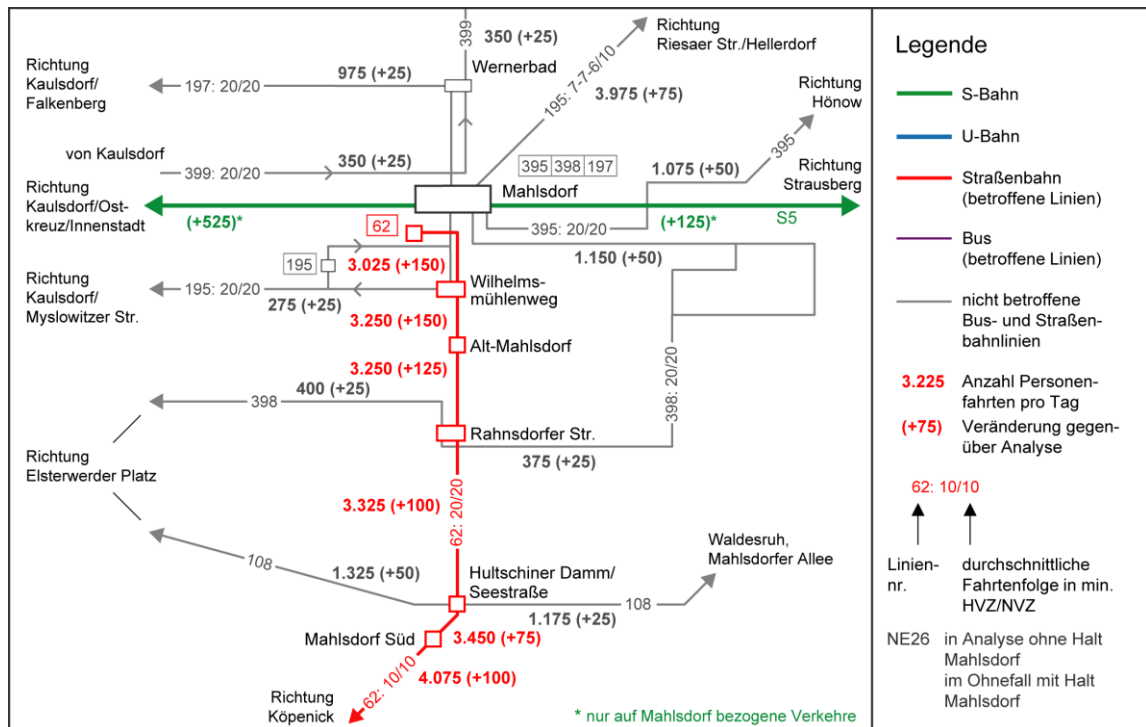 399
350 (+25)
Richtung
Riesaer Str./Hellerdorf
Richtung
Kaulsdorf/
Falkenberg
975 (+25)
Wernerbad
197: 20/20
195: 7-7-6/10
3.975 (+75)
Richtung
Hönow
von Kaulsdorf
399: 20/20
350 (+25)
395 398 197
1.075 (+50)
395
Mahlsdorf
Richtung
Strausberg
Richtung
Kaulsdorf/Ost-
kreuz/Innenstadt
(+525)*
(+125)*
S5
62
395: 20/20
1.150 (+50)
195
3.025 (+150)
Richtung
Kaulsdorf/
Myslowitzer Str.
195: 20/20
275 (+25)
Wilhelms-
mühlenweg
3.250 (+150)
Alt-Mahlsdorf
3.250 (+125)
400 (+25)
398
398: 20/20
Rahnsdorfer Str.
375 (+25)
Richtung
Elsterwerder Platz
3.325 (+100)
62: 20/20
108
1.325 (+50)
Waldesruh,
Mahlsdorfer Allee
Hultschiner Damm/
Seestraße
108
1.175 (+25)
Mahlsdorf Süd
3.450 (+75)
62: 10/10
4.075 (+100)
Richtung
Köpenick
* nur auf Mahlsdorf bezogene Verkehre
Legende
S-Bahn
U-Bahn
Straßenbahn
(betroffene Linien)
Bus
(betroffene Linien)
nicht betroffene
Bus- und Straßen-
bahnlinien
3.225 Anzahl Personen-
fahrten pro Tag
(+75) Veränderung gegen-
über Analyse
62: 10/10
Linien-
nr.
durchschnittliche
Fahrtenfolge in min.
HVZ/NVZ
NE26 in Analyse ohne Halt
Mahlsdorf
im Ohnefall mit Halt
Mahlsdorf